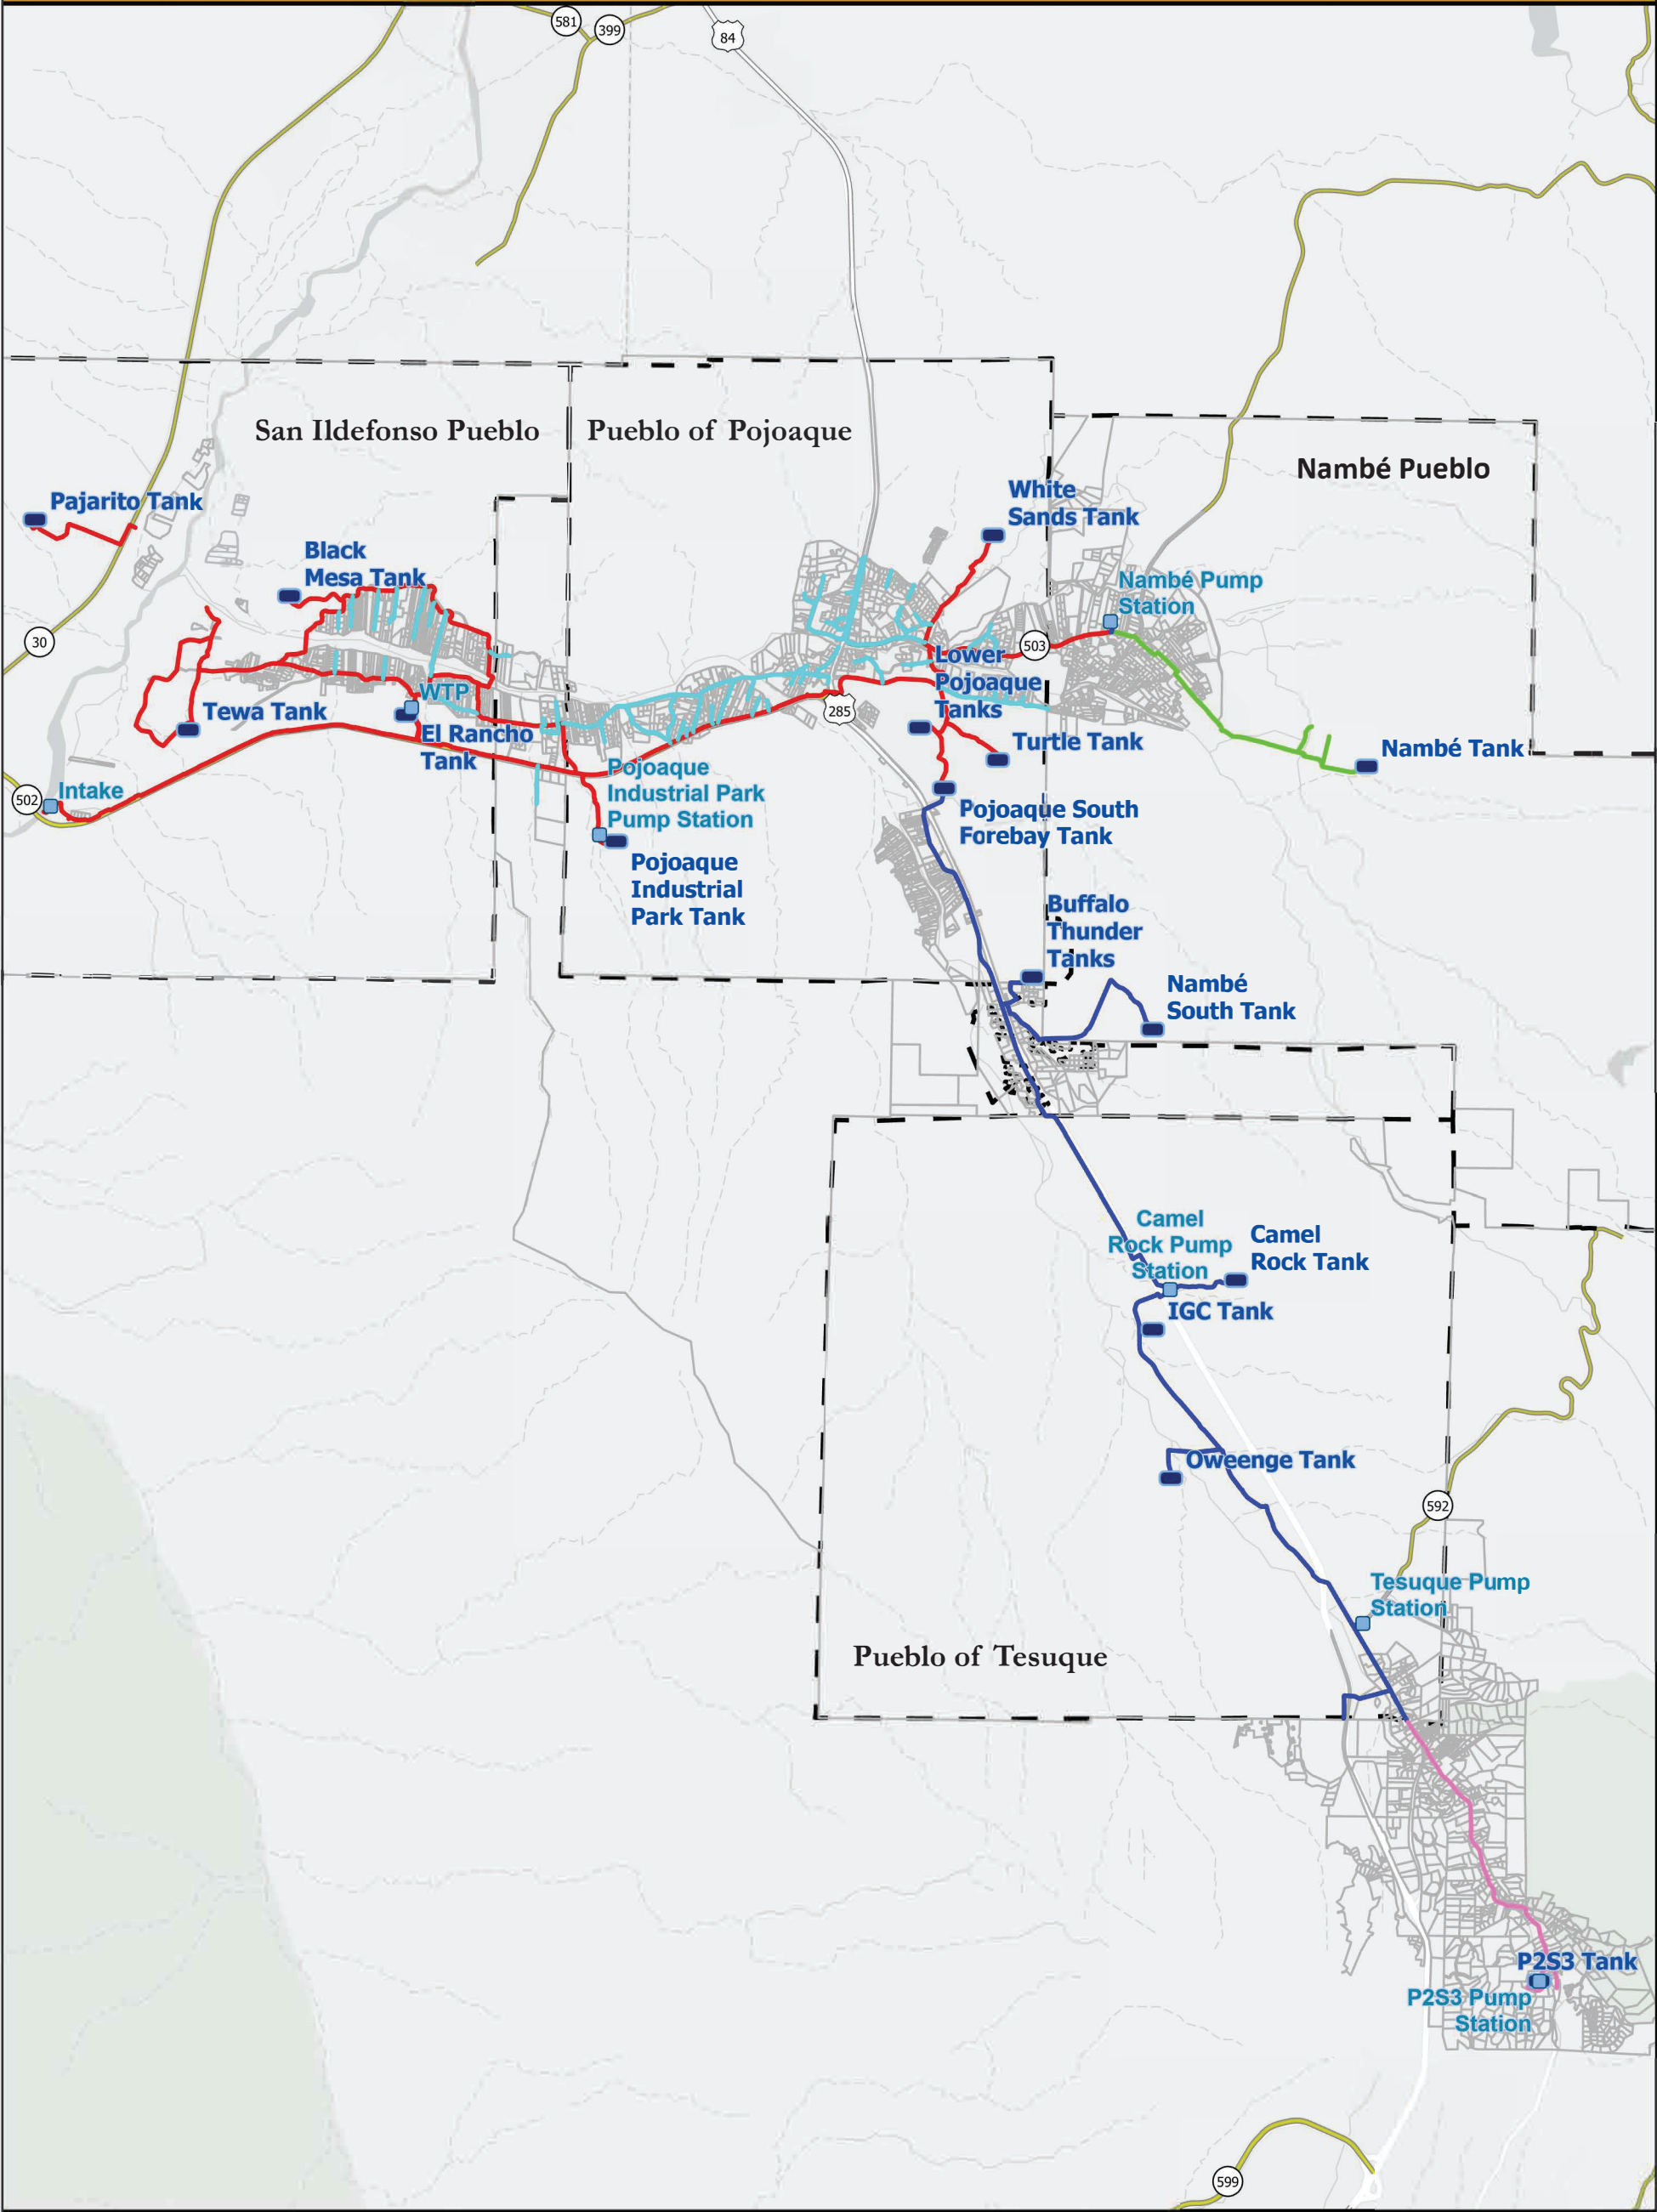 581
399
84
San Ildefonso Pueblo
Pueblo of Pojoaque
Nambé Pueblo
Pajarito Tank
White
Sands Tank
Black
Mesa Tank
Nambé Pump
Station
30
503
Lower
Pojoaque
Tanks
WTP
Tewa Tank
285
El Rancho
Tank
Turtle Tank
Nambé Tank
Intake
502
Pojoaque
Industrial Park
Pump Station
Pojoaque South
Forebay Tank
Pojoaque
Industrial
Park Tank
Buffalo
Thunder
Tanks
Nambé
South Tank
Camel
Rock Pump
Station
Camel
Rock Tank
IGC Tank
Oweenge Tank
592
Tesuque Pump
Station
Pueblo of Tesuque
P2S3 Tank
P2S3 Pump
Station
599